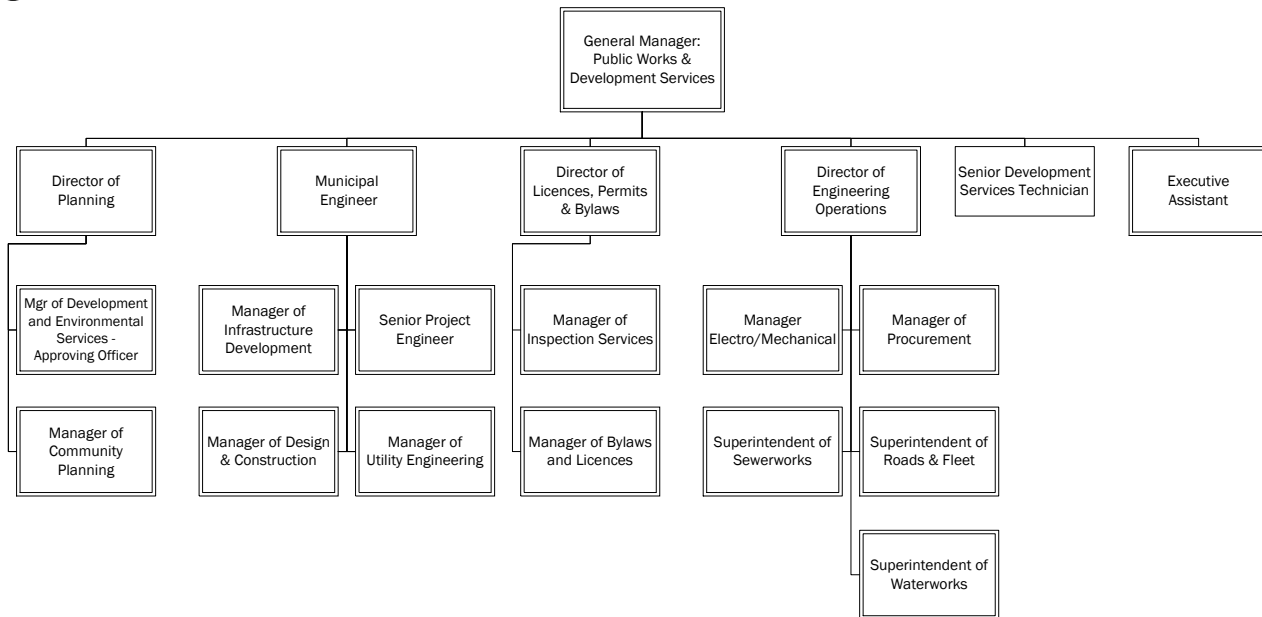 General Manager:
Public Works &
Development Services
Director of
Planning
Municipal
Engineer
Director of
Licences, Permits
& Bylaws
Director of
Engineering
Operations
Senior Development
Services Technician
Executive
Assistant
Mgr of Development
and Environmental
Services -
Approving Officer
Manager of
Infrastructure
Development
Senior Project
Engineer
Manager of
Inspection Services
Manager
Electro/Mechanical
Manager of
Procurement
Manager of
Community
Planning
Manager of Design
& Construction
Manager of
Utility Engineering
Manager of Bylaws
and Licences
Superintendent of
Sewerworks
Superintendent of
Roads & Fleet
Superintendent of
Waterworks